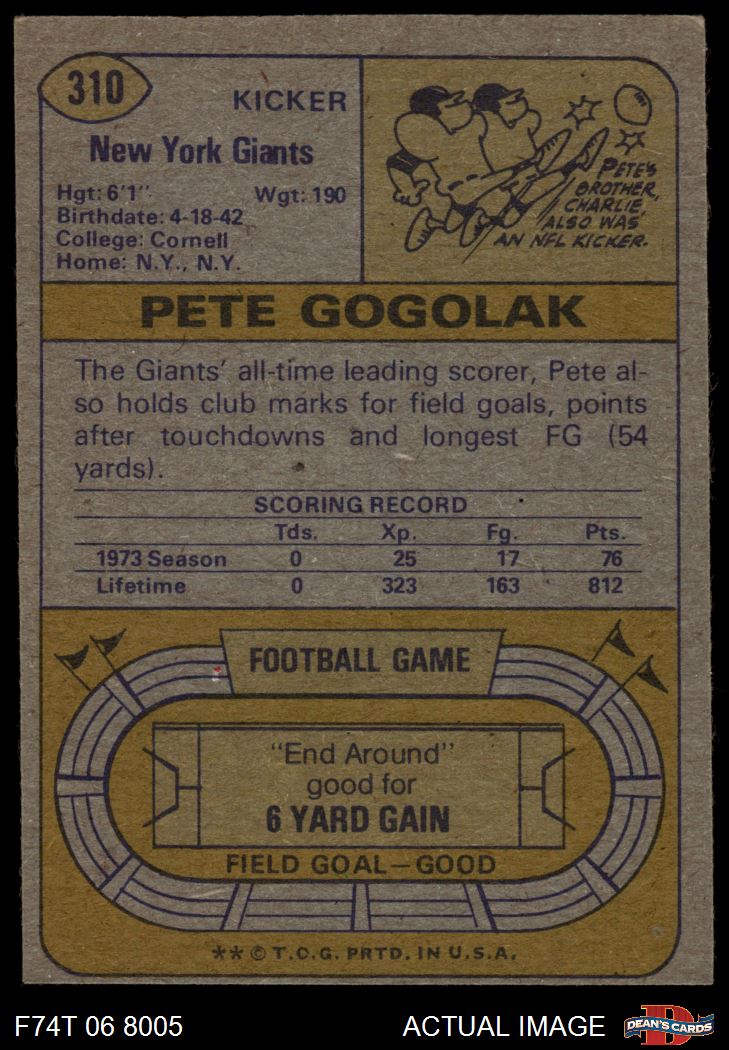 310
KICKER
New York Giants
Hgt: 6'1" Wgt: 190
Birthdate: 4-18-42
College: Cornell
Home: N.Y., N.Y.
PETE'S
BROTHER,
CHARLIE,
ALSO WAS
AN NFL KICKER.
PETE GOGOLAK
The Giants' all-time leading scorer, Pete al-
so holds club marks for field goals, points
after touchdowns and longest FG (54
yards).
SCORING RECORD
Tds. Xp. Fg. Pts.
1973 Season 0 25 17 76
Lifetime 0 323 163 812
FOOTBALL GAME
"End Around"
good for
6 YARD GAIN
FIELD GOAL—GOOD
** © T.C.G. PRTD. IN U.S.A.
F74T 06 8005 ACTUAL IMAGE
D
DEAN'S CARDS